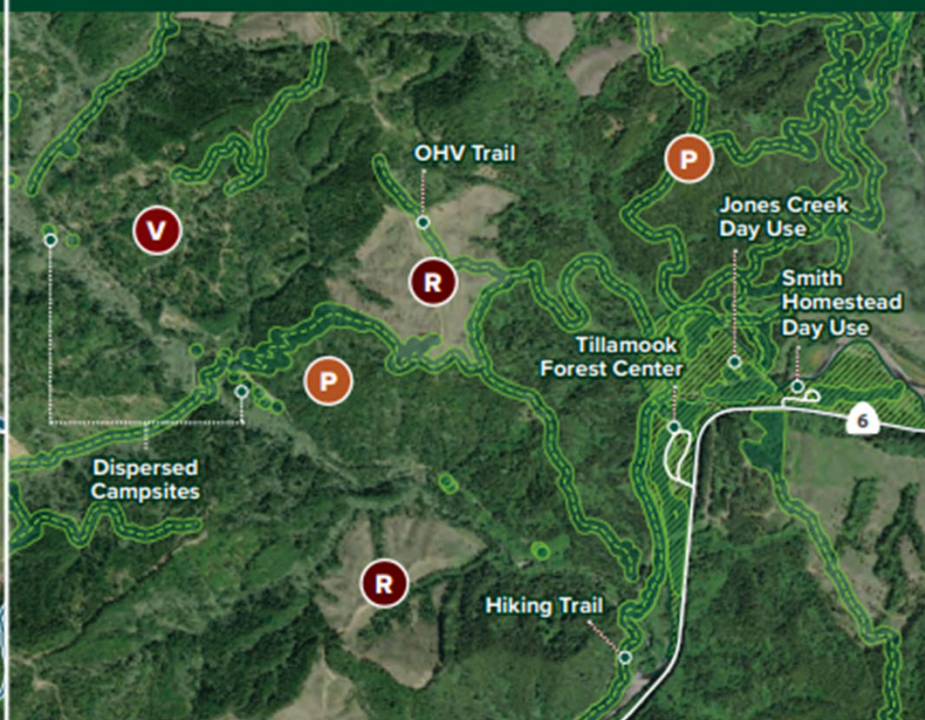 OHV Trail
P
Jones Creek
Day Use
V
Smith
Homestead
Day Use
R
Tillamook
Forest Center
P
6
Dispersed
Campsites
R
Hiking Trail